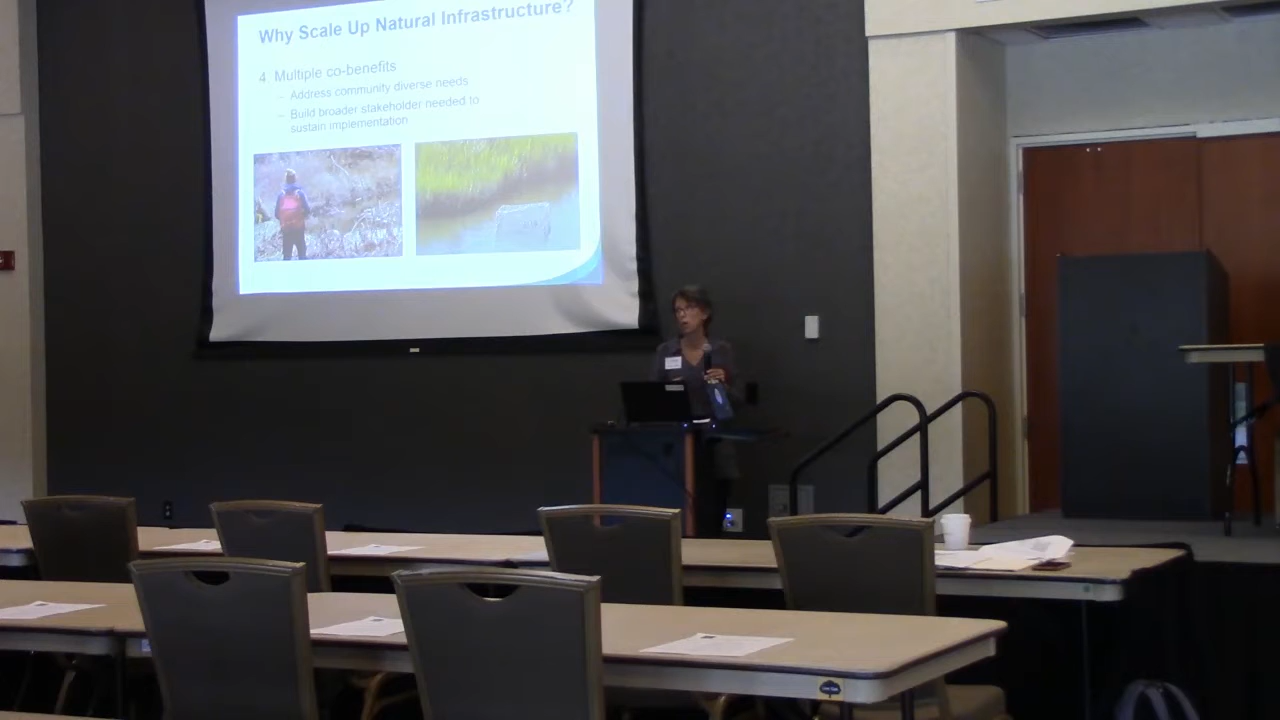 Why Scale Up Natural Infrastructure?
4 Multiple co-benefits
– Address community diverse needs
– Build broader stakeholder needed to
sustain implementation